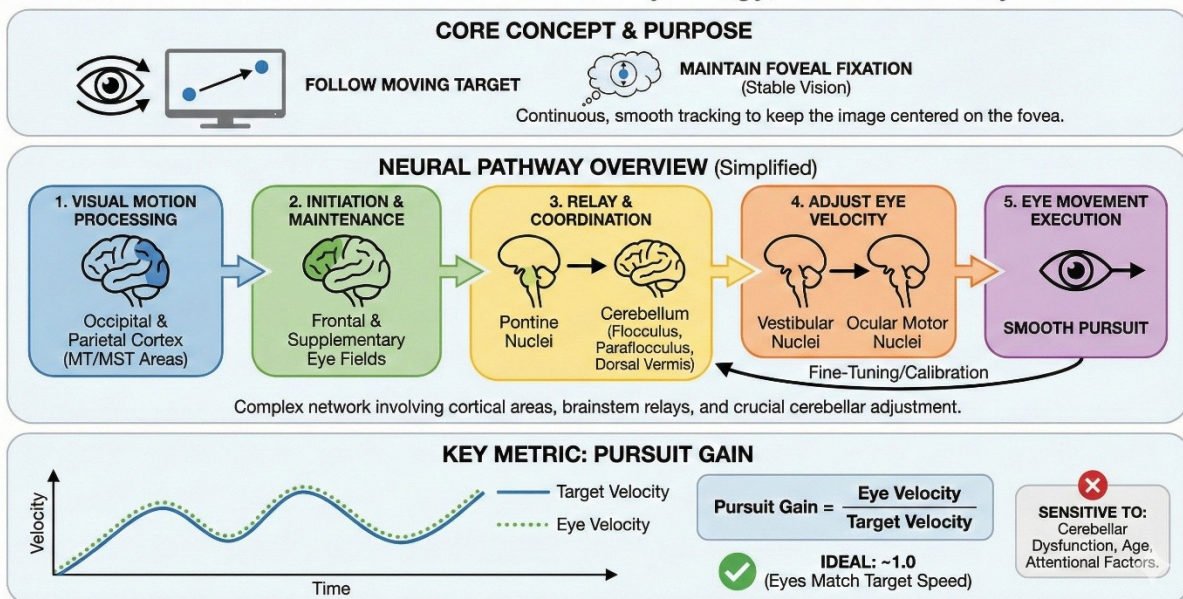 CORE CONCEPT & PURPOSE
FOLLOW MOVING TARGET
MAINTAIN FOVEAL FIXATION
(Stable Vision)
Continuous, smooth tracking to keep the image centered on the fovea.
NEURAL PATHWAY OVERVIEW (Simplified)
1. VISUAL MOTION
PROCESSING
Occipital &
Parietal Cortex
(MT/MST Areas)
2. INITIATION &
MAINTENANCE
Frontal &
Supplementary
Eye Fields
3. RELAY &
COORDINATION
Pontine
Nuclei
Cerebellum
(Flocculus,
Paraflocculus,
Dorsal Vermis)
4. ADJUST EYE
VELOCITY
Vestibular
Nuclei
Ocular Motor
Nuclei
5. EYE MOVEMENT
EXECUTION
SMOOTH PURSUIT
Fine-Tuning/Calibration
Complex network involving cortical areas, brainstem relays, and crucial cerebellar adjustment.
KEY METRIC: PURSUIT GAIN
Velocity
Time
Target Velocity
Eye Velocity
Pursuit Gain = Eye Velocity
Target Velocity
IDEAL: ~1.0
(Eyes Match Target Speed)
SENSITIVE TO:
Cerebellar
Dysfunction, Age,
Attentional Factors.